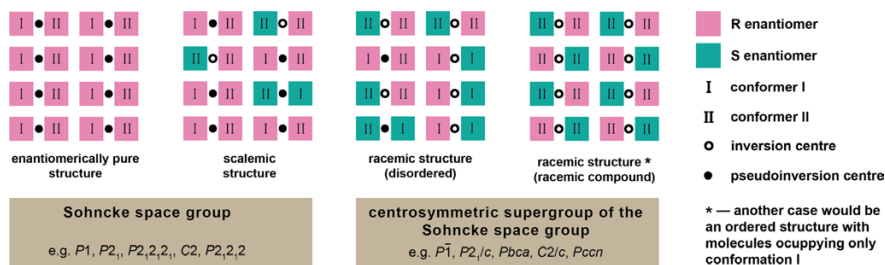 I II I II
I II I II
I II I II
I II I II
enantiomerically pure
structure
I II II II
II II I II
I II II I
I II I II
scalemic
structure
II II II II
I II I I
II II I I
II I I I
racemic structure
(disordered)
II II II II
II II II II
II II II II
II II II II
racemic structure *
(racemic compound)
Sohncke space group
e.g. P1, P2₁, P2₁2₁2₁, C2, P2₁2₁2
centrosymmetric supergroup of the
Sohncke space group
e.g. P1̅, P2₁/c, Pbca, C2/c, Pccn
R enantiomer
S enantiomer
I conformer I
II conformer II
inversion centre
pseudoinversion centre
* — another case would be
an ordered structure with
molecules ocuppying only
conformation I